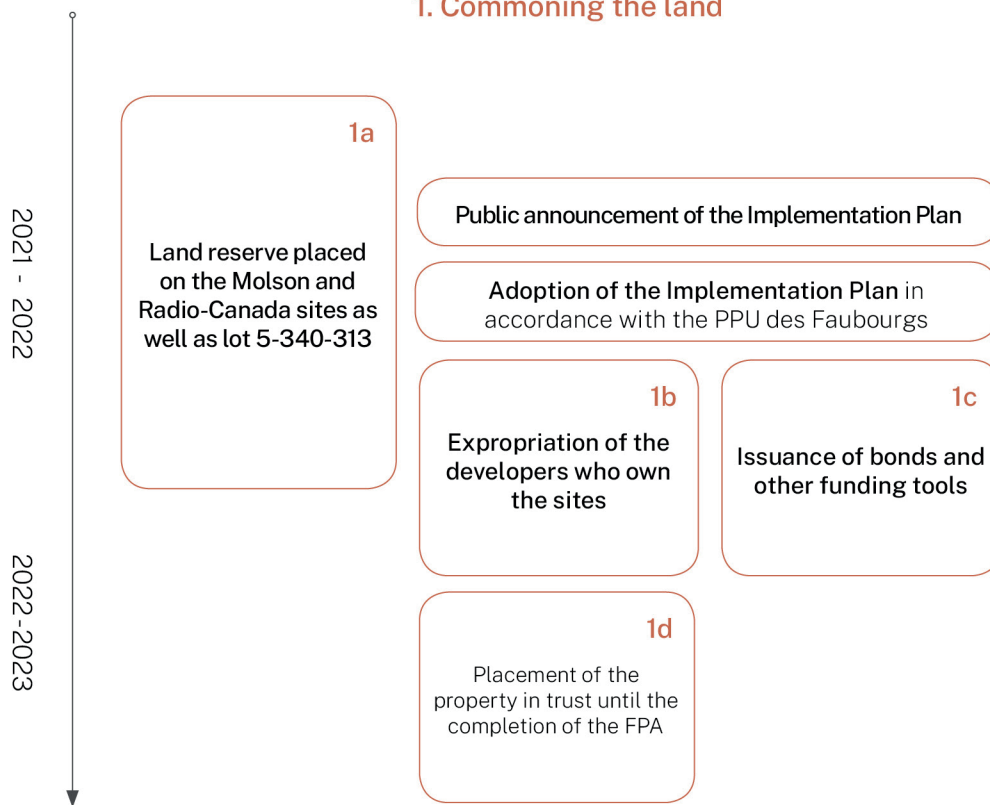 1. Commoning the land
2021 - 2022
1a
Land reserve placed
on the Molson and
Radio-Canada sites as
well as lot 5-340-313
Public announcement of the Implementation Plan
Adoption of the Implementation Plan in
accordance with the PPU des Faubourgs
1b
Expropriation of the
developers who own
the sites
1c
Issuance of bonds and
other funding tools
2022-2023
1d
Placement of the
property in trust until the
completion of the FPA